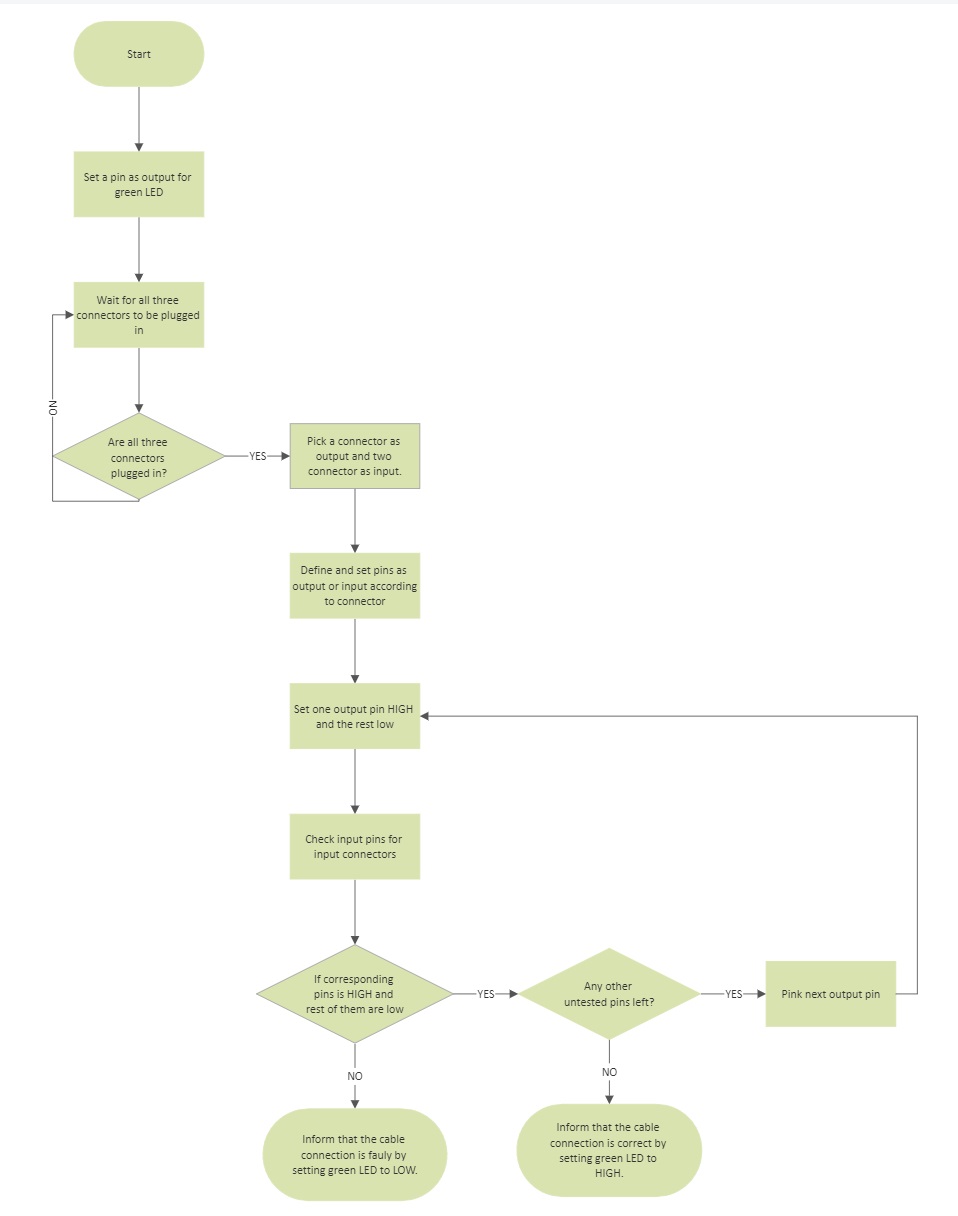 Start
Set a pin as output for
green LED
Wait for all three
connectors to be plugged
in
NO
Are all three
connectors
plugged in?
YES
Pick a connector as
output and two
connector as input.
Define and set pins as
output or input according
to connector
Set one output pin HIGH
and the rest low
Check input pins for
input connectors
If corresponding
pins is HIGH and
rest of them are low
YES
Any other
untested pins left?
YES
Pink next output pin
NO
NO
Inform that the cable
connection is fauly by
setting green LED to LOW.
Inform that the cable
connection is correct by
setting green LED to
HIGH.